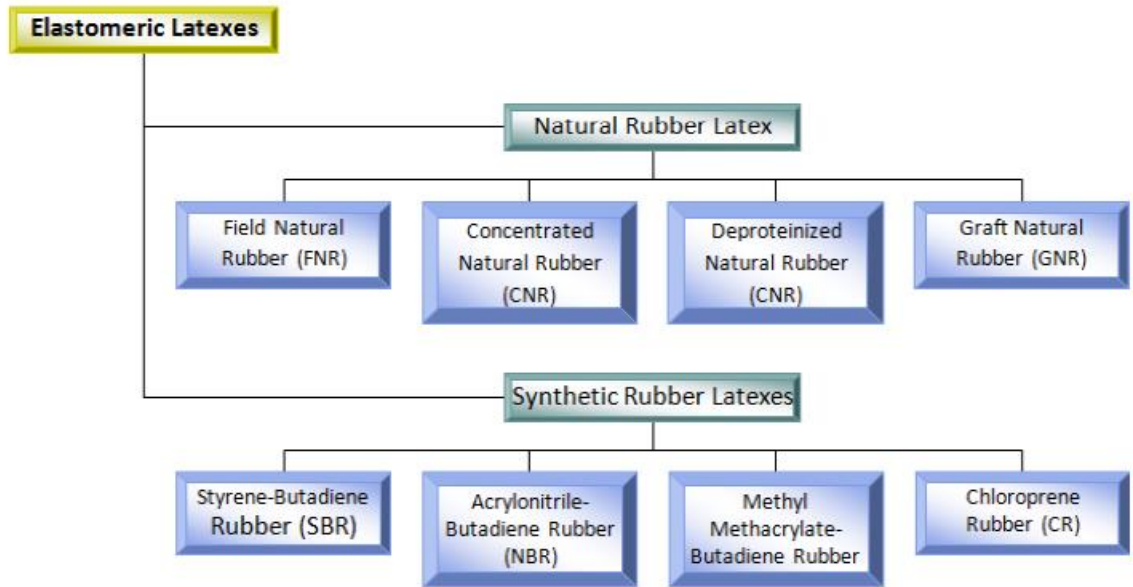 Elastomeric Latexes
Natural Rubber Latex
Field Natural
Rubber (FNR)
Concentrated
Natural Rubber
(CNR)
Deproteinized
Natural Rubber
(CNR)
Graft Natural
Rubber (GNR)
Synthetic Rubber Latexes
Styrene-Butadiene
Rubber (SBR)
Acrylonitrile-
Butadiene Rubber
(NBR)
Methyl
Methacrylate-
Butadiene Rubber
Chloroprene
Rubber (CR)